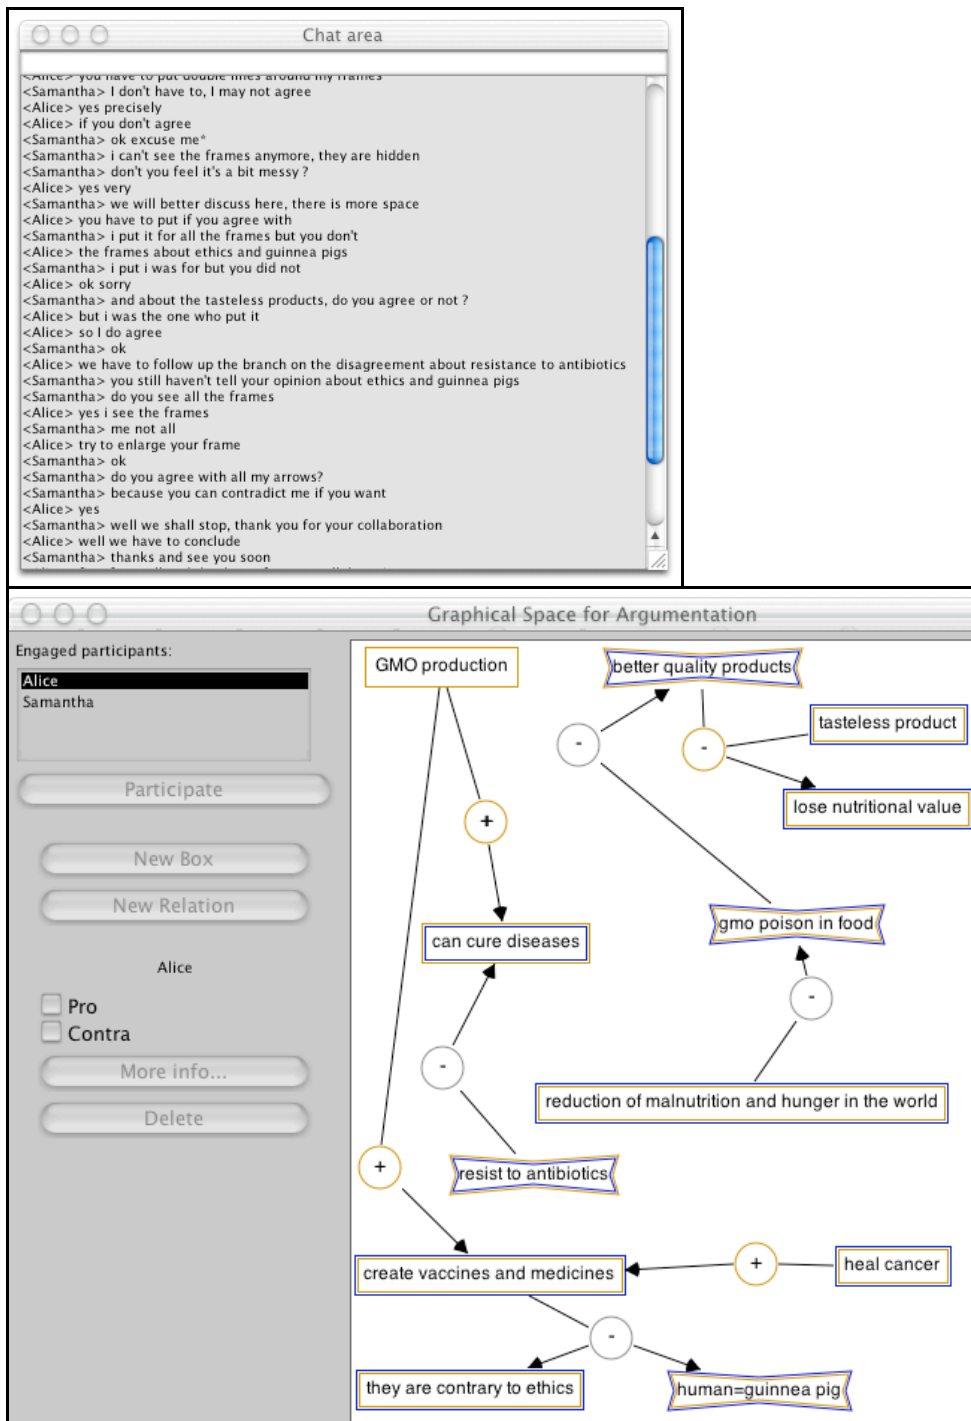 Chat area
<Alice> you have to put double lines around my frames
<Samantha> I don't have to, I may not agree
<Alice> yes precisely
<Alice> if you don't agree
<Samantha> ok excuse me*
<Samantha> i can't see the frames anymore, they are hidden
<Samantha> don't you feel it's a bit messy ?
<Alice> yes very
<Samantha> we will better discuss here, there is more space
<Alice> you have to put if you agree with
<Samantha> i put it for all the frames but you don't
<Alice> the frames about ethics and guinnea pigs
<Samantha> i put i was for but you did not
<Alice> ok sorry
<Samantha> and about the tasteless products, do you agree or not ?
<Alice> but i was the one who put it
<Alice> so I do agree
<Samantha> ok
<Alice> we have to follow up the branch on the disagreement about resistance to antibiotics
<Samantha> you still haven't tell your opinion about ethics and guinnea pigs
<Samantha> do you see all the frames
<Alice> yes i see the frames
<Samantha> me not all
<Alice> try to enlarge your frame
<Samantha> ok
<Samantha> do you agree with all my arrows?
<Samantha> because you can contradict me if you want
<Alice> yes
<Samantha> well we shall stop, thank you for your collaboration
<Alice> well we have to conclude
<Samantha> thanks and see you soon
Graphical Space for Argumentation
Engaged participants:
Alice
Samantha
Participate
New Box
New Relation
Alice
Pro
Contra
More info...
Delete
GMO production
better quality products
tasteless product
-
-
lose nutritional value
+
gmo poison in food
can cure diseases
-
-
reduction of malnutrition and hunger in the world
+
resist to antibiotics
create vaccines and medicines
+
heal cancer
-
they are contrary to ethics
human=guinnea pig